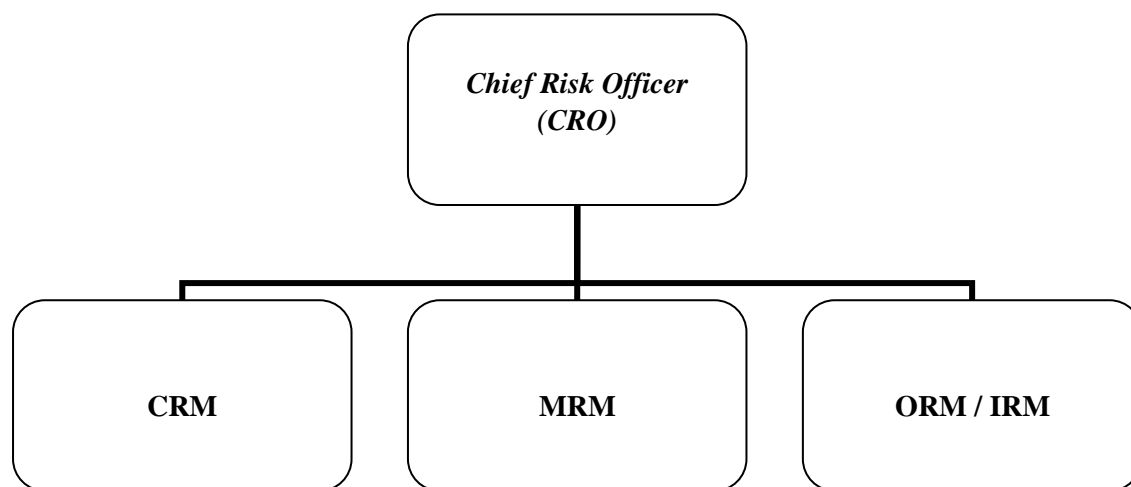 Chief Risk Officer
(CRO)
CRM
MRM
ORM / IRM